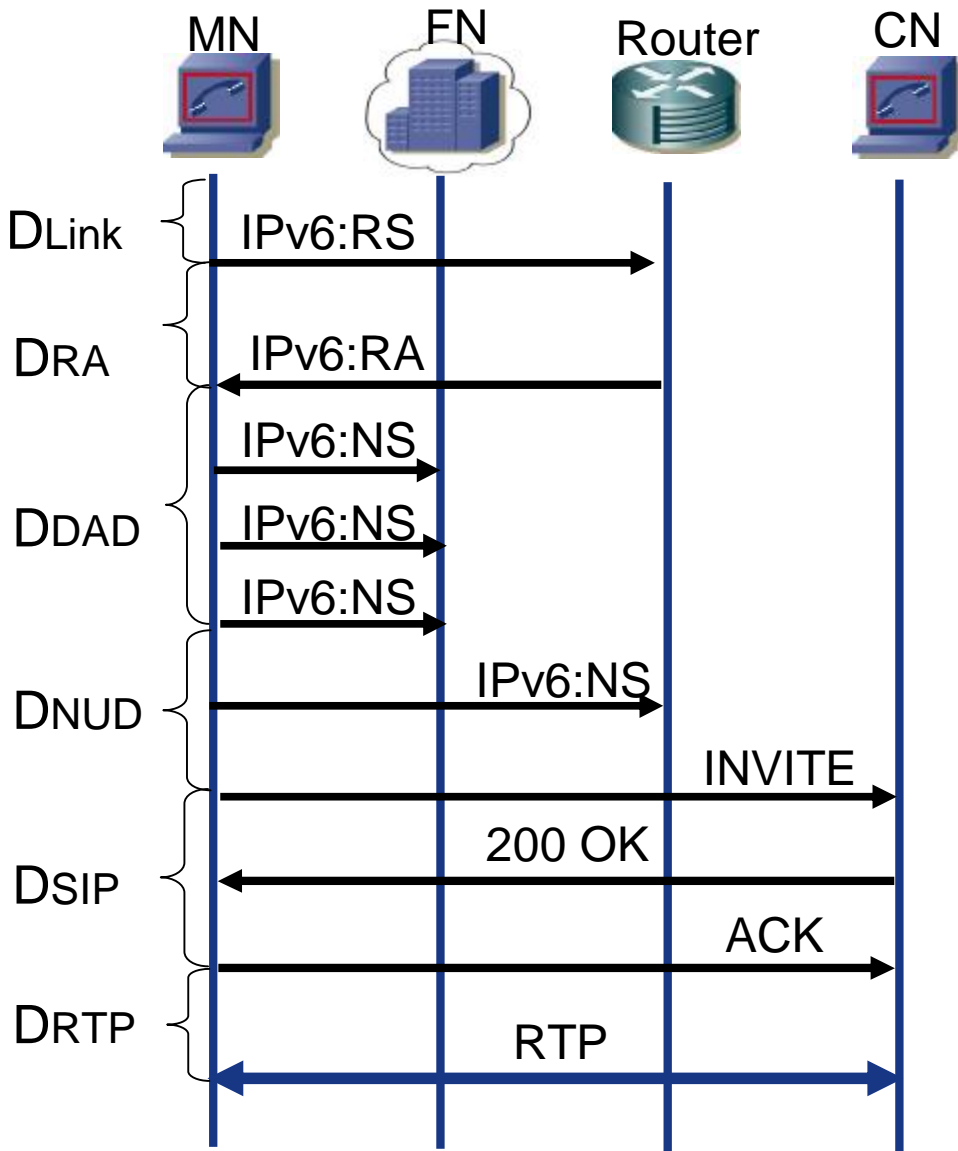 MN
FN
Router
CN
DLink
IPv6:RS
DRA
IPv6:RA
IPv6:NS
DDAD
IPv6:NS
IPv6:NS
DNUD
IPv6:NS
INVITE
200 OK
DSIP
ACK
DRTP
RTP